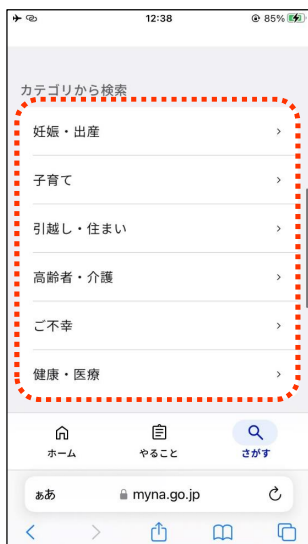 12:38
85%
カテゴリから検索
妊娠・出産
子育て
引越し・住まい
高齢者・介護
ご不幸
健康・医療
ホーム
やること
さがす
ぁあ
myna.go.jp